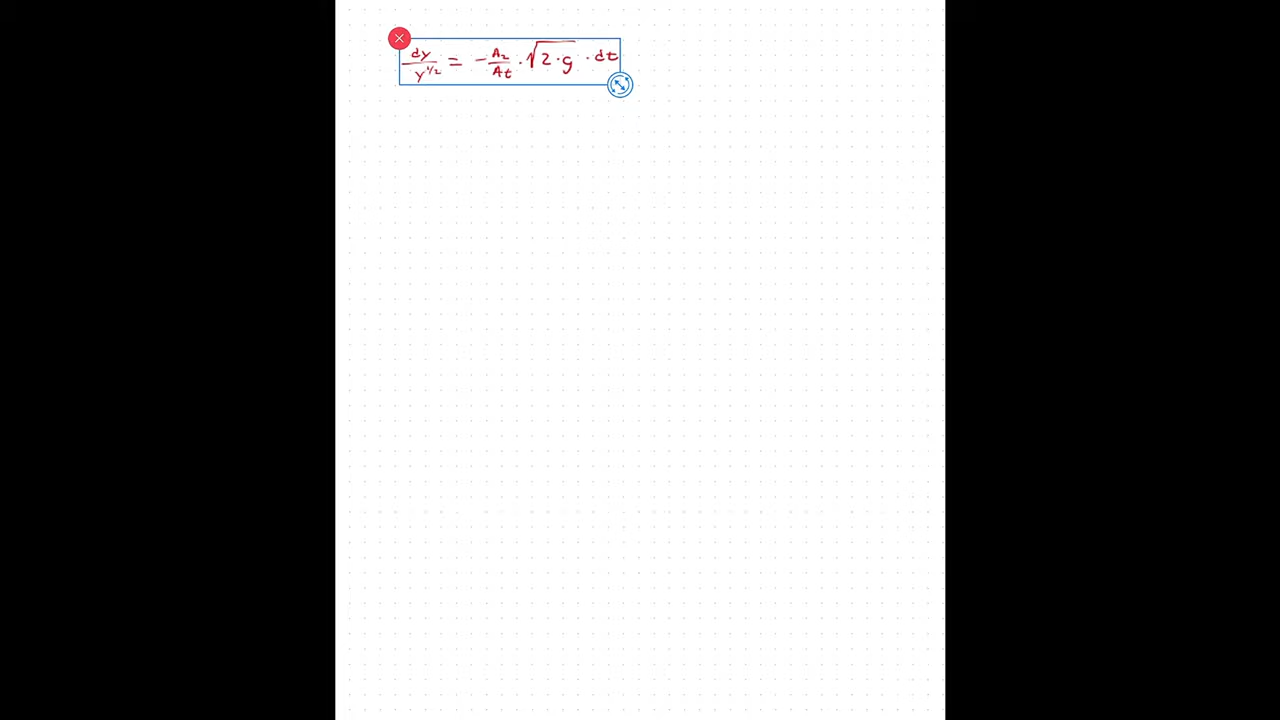 dy/y^1/2 = - A₂/At · √2·g · dt